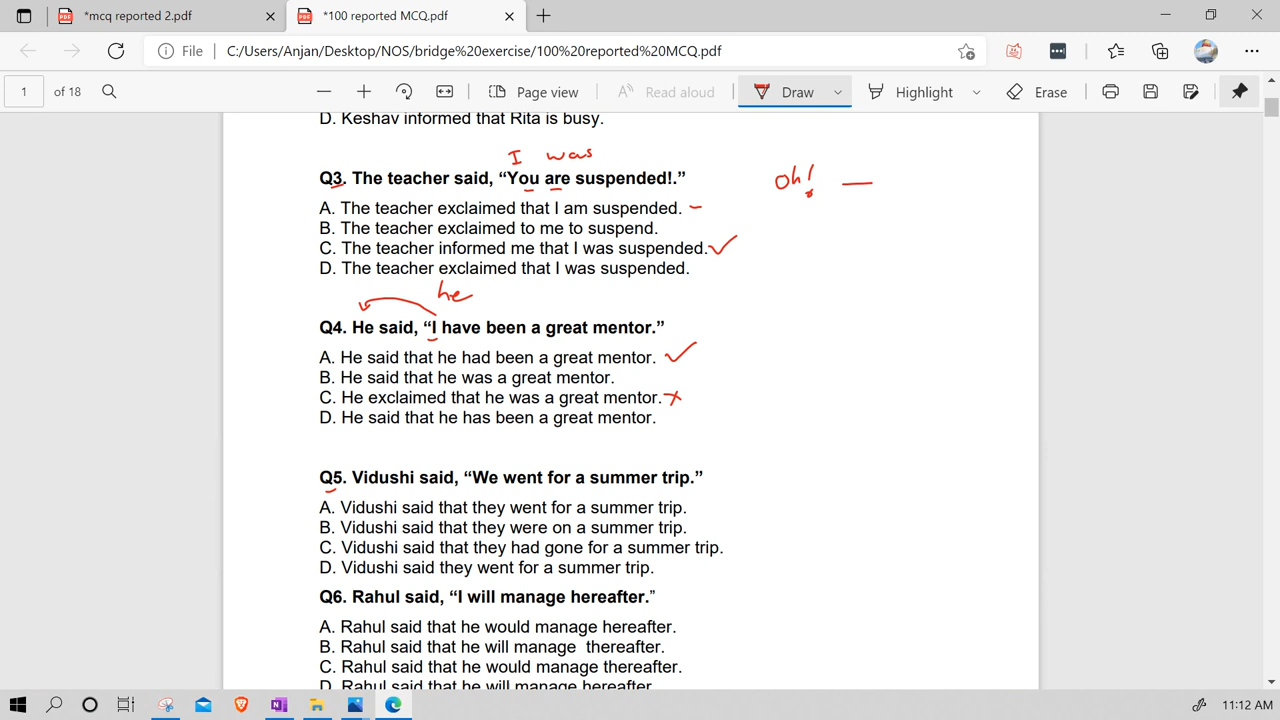 *mcq reported 2.pdf
*100 reported MCQ.pdf
File C:/Users/Anjan/Desktop/NOS/bridge%20exercise/100%20reported%20MCQ.pdf
1 of 18 Page view Read aloud Draw Highlight Erase
D. Keshav informed that Rita is busy.
I was
Q3. The teacher said, “You are suspended!.”
Oh!
A. The teacher exclaimed that I am suspended.
B. The teacher exclaimed to me to suspend.
C. The teacher informed me that I was suspended.
D. The teacher exclaimed that I was suspended.
he
Q4. He said, “I have been a great mentor.”
A. He said that he had been a great mentor.
B. He said that he was a great mentor.
C. He exclaimed that he was a great mentor.
D. He said that he has been a great mentor.
Q5. Vidushi said, “We went for a summer trip.”
A. Vidushi said that they went for a summer trip.
B. Vidushi said that they were on a summer trip.
C. Vidushi said that they had gone for a summer trip.
D. Vidushi said they went for a summer trip.
Q6. Rahul said, “I will manage hereafter.”
A. Rahul said that he would manage hereafter.
B. Rahul said that he will manage thereafter.
C. Rahul said that he would manage thereafter.
D. Rahul said that he will manage hereafter.
11:12 AM